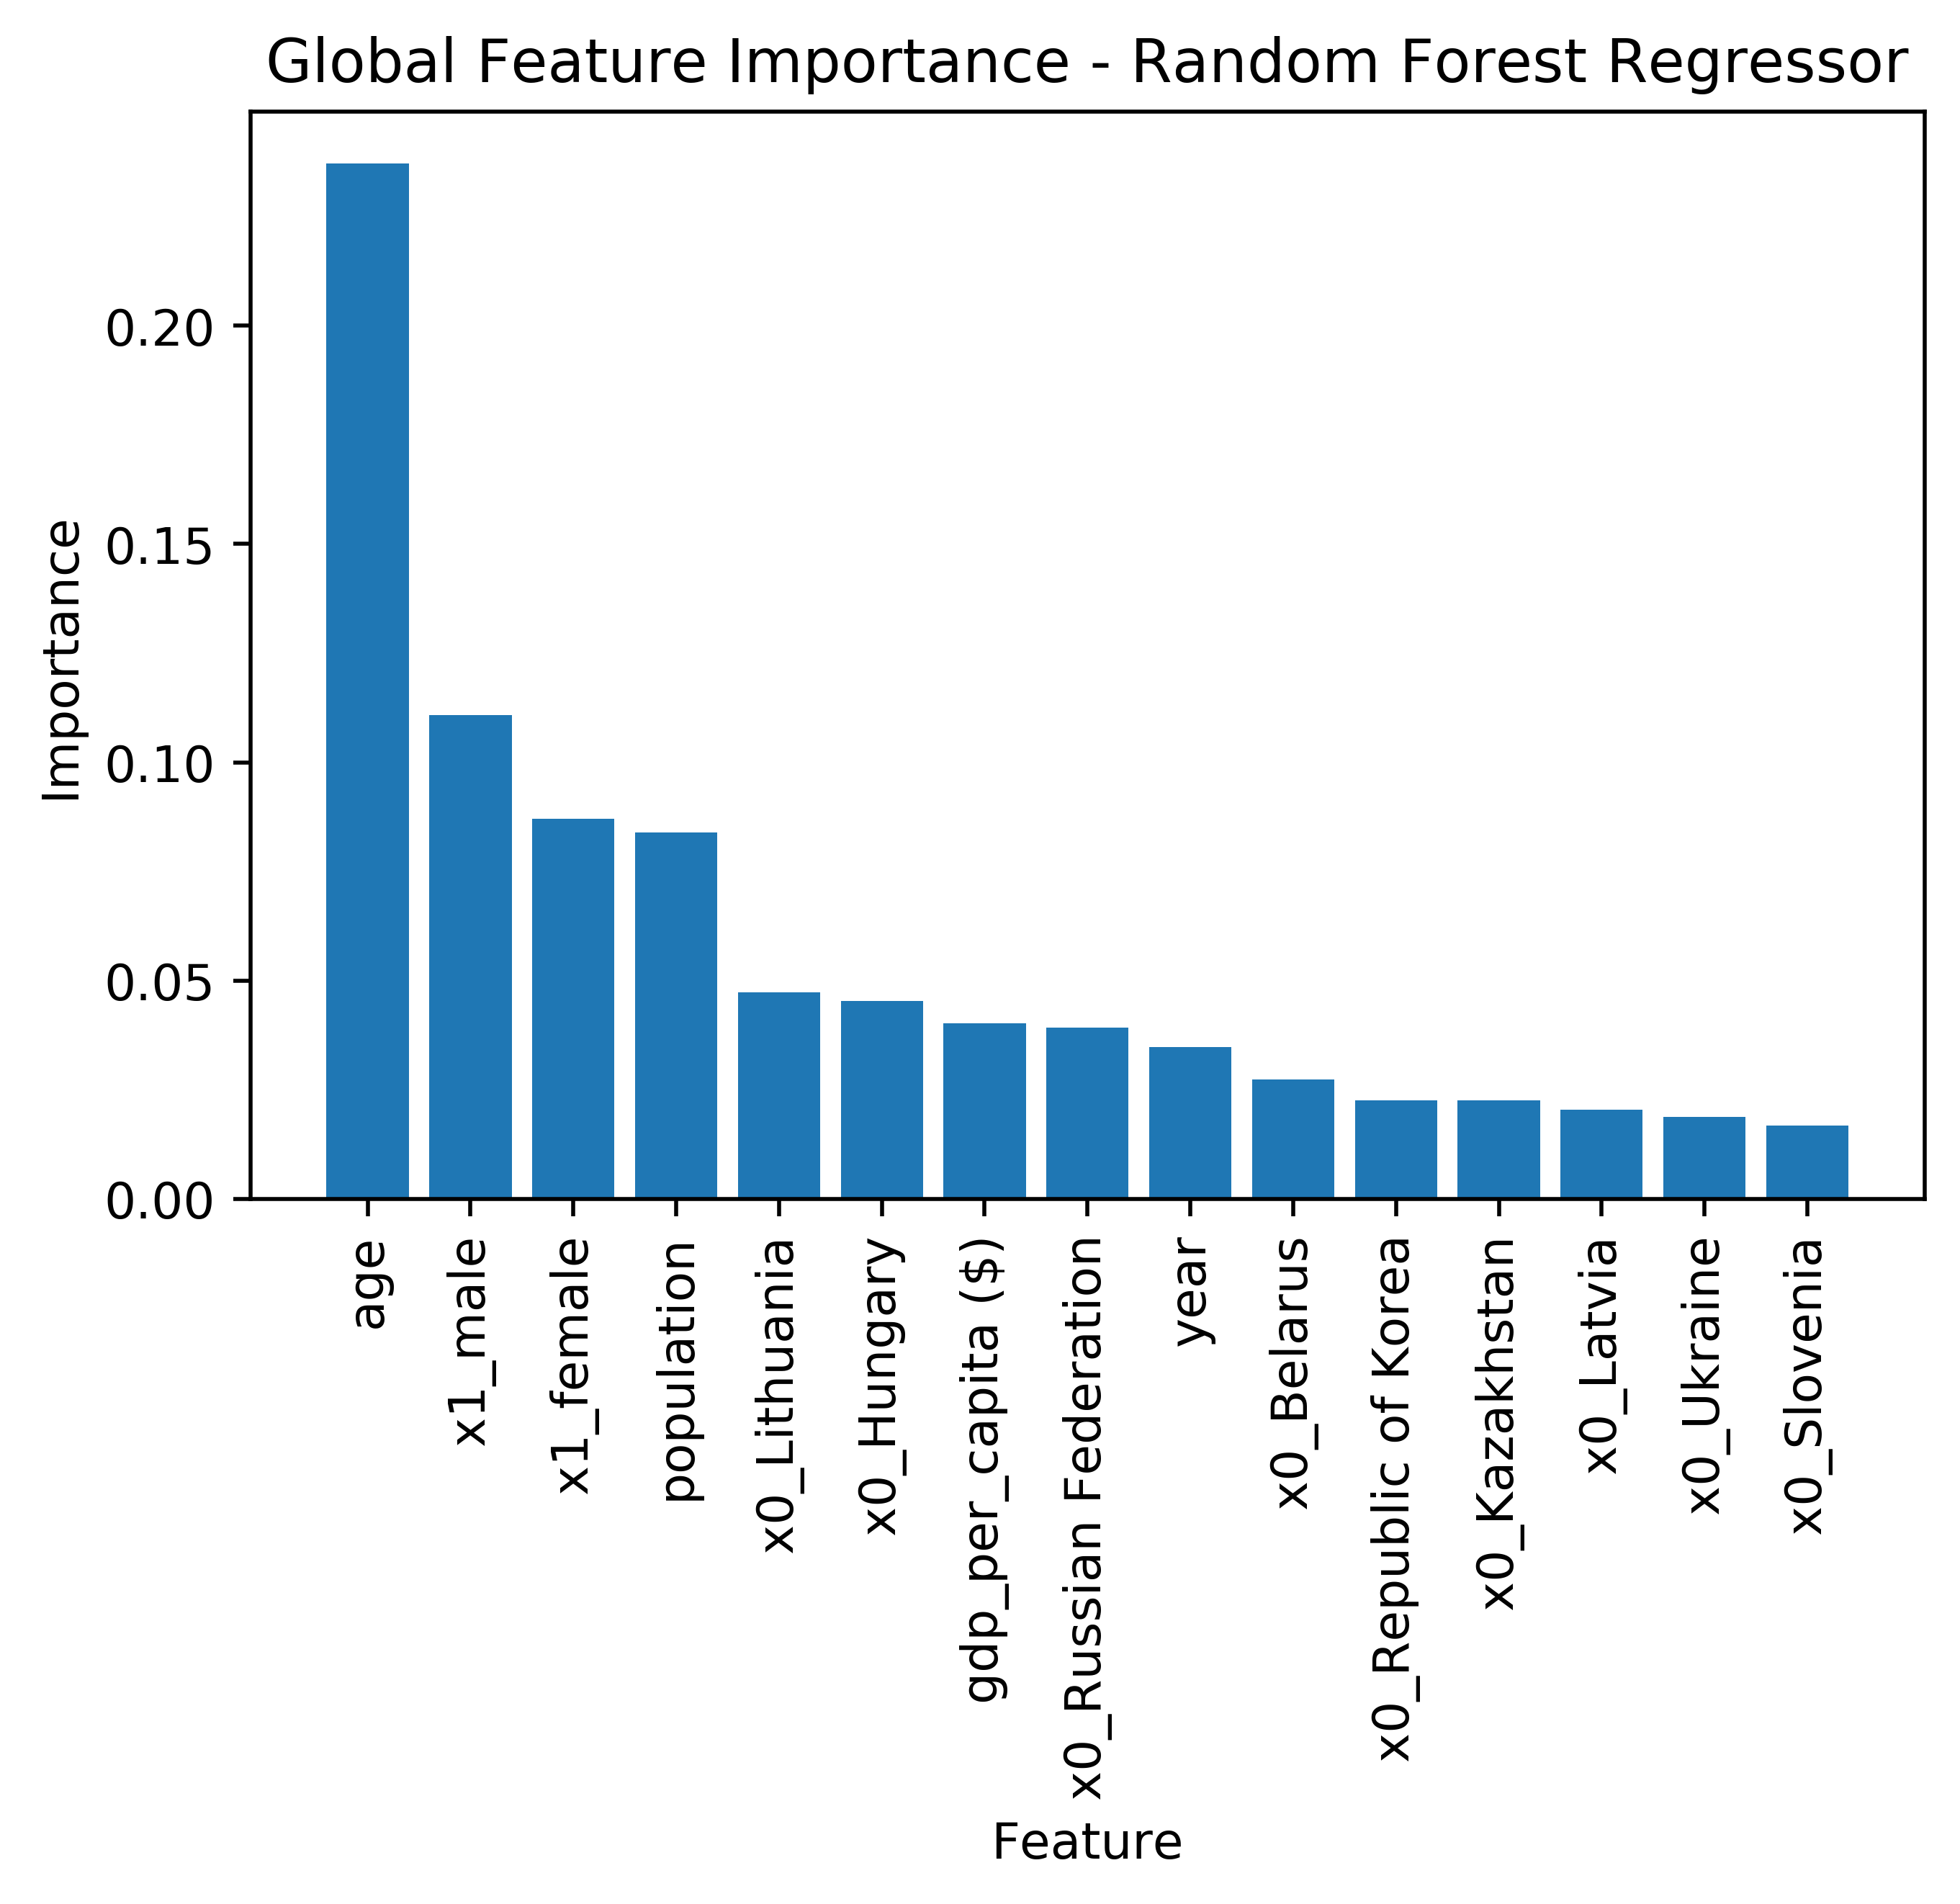 Global Feature Importance - Random Forest Regressor
Importance
0.20
0.15
0.10
0.05
0.00
age
x1_male
x1_female
population
x0_Lithuania
x0_Hungary
gdp_per_capita ($)
x0_Russian Federation
year
x0_Belarus
x0_Republic of Korea
x0_Kazakhstan
x0_Latvia
x0_Ukraine
x0_Slovenia
Feature